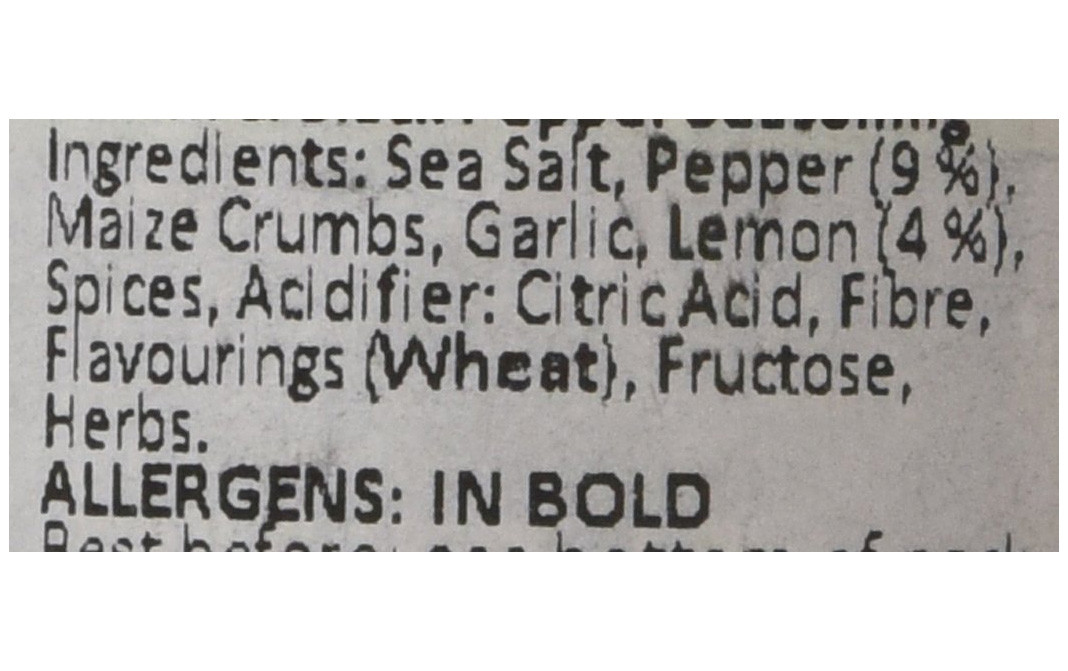 Ingredients: Sea Salt, Pepper (9 %),
Maize Crumbs, Garlic, Lemon (4 %),
Spices, Acidifier: Citric Acid, Fibre,
Flavourings (Wheat), Fructose,
Herbs.
ALLERGENS: IN BOLD